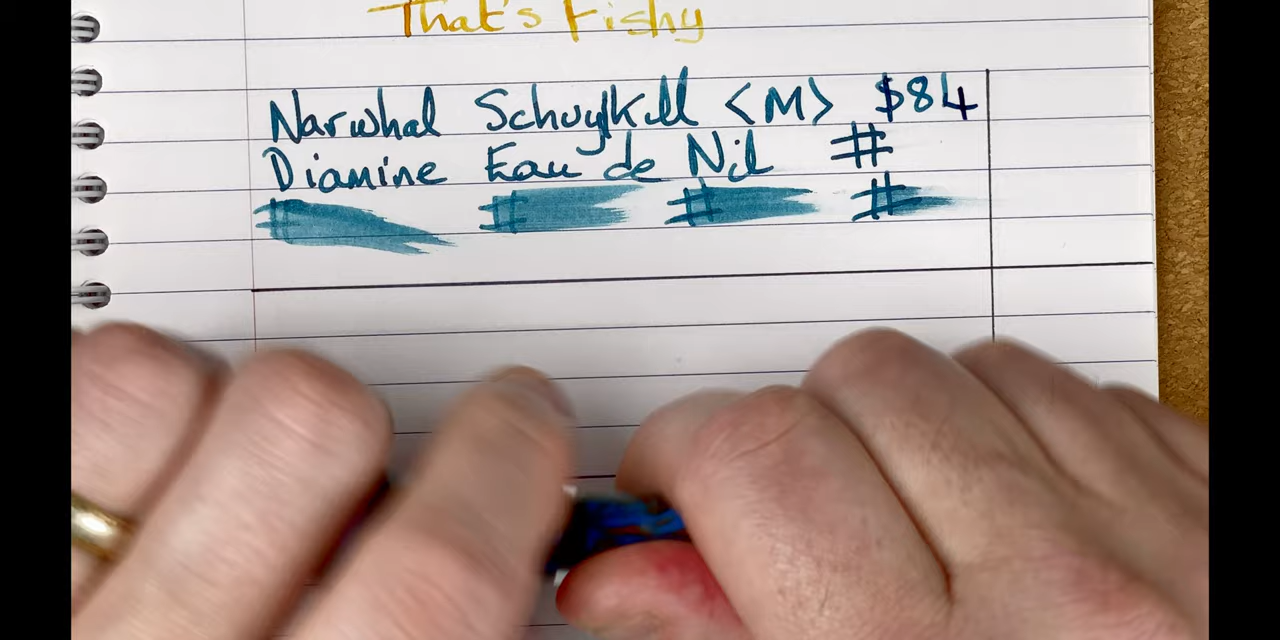 That's Fishy
Narwhal Schuylkill <M> $84
Diamine Eau de Nil #
# # # #